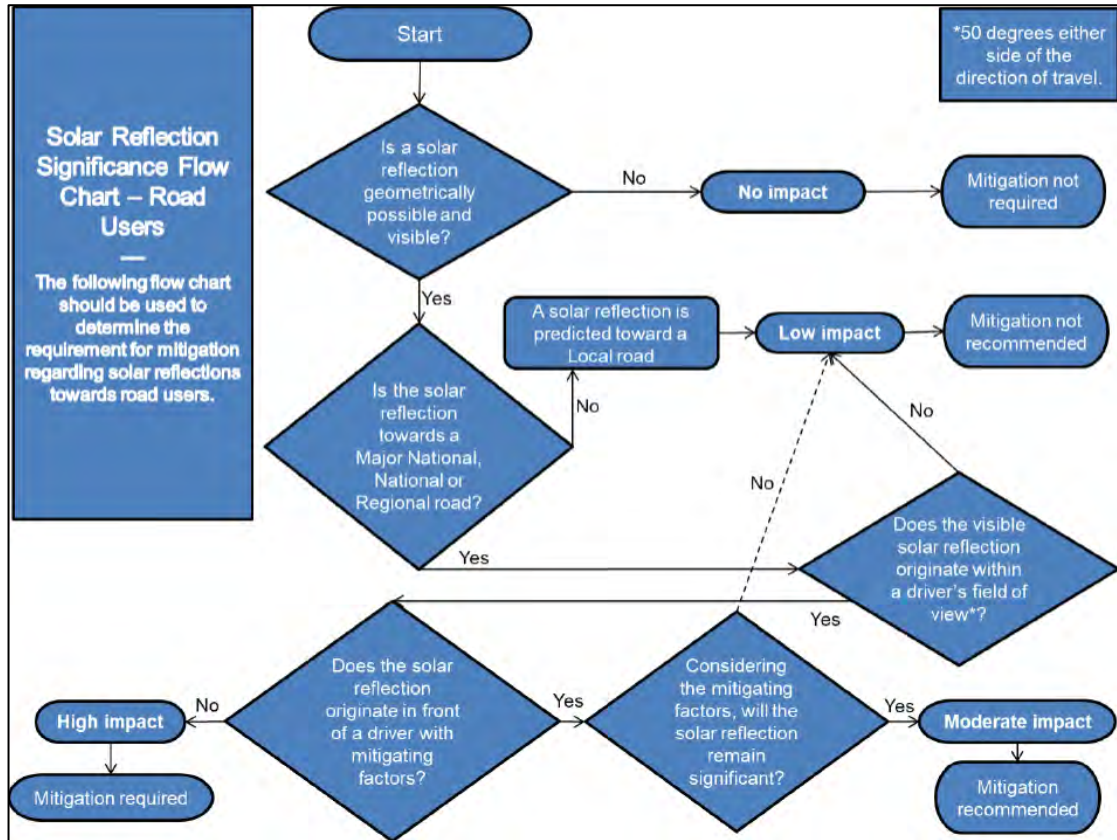 Start
*50 degrees either
side of the
direction of travel.
Solar Reflection
Significance Flow
Chart – Road
Users
—
The following flow chart
should be used to
determine the
requirement for mitigation
regarding solar reflections
towards road users.
Is a solar
reflection
geometrically
possible and
visible?
No
No impact
Mitigation not
required
Yes
A solar reflection is
predicted toward a
Local road
Low impact
Mitigation not
recommended
Is the solar
reflection
towards a
Major National,
National or
Regional road?
No
No
No
Yes
Does the visible
solar reflection
originate within
a driver's field of
view*?
Yes
Does the solar
reflection
originate in front
of a driver with
mitigating
factors?
No
High impact
Mitigation required
Yes
Considering
the mitigating
factors, will the
solar reflection
remain
significant?
Yes
Moderate impact
Mitigation
recommended